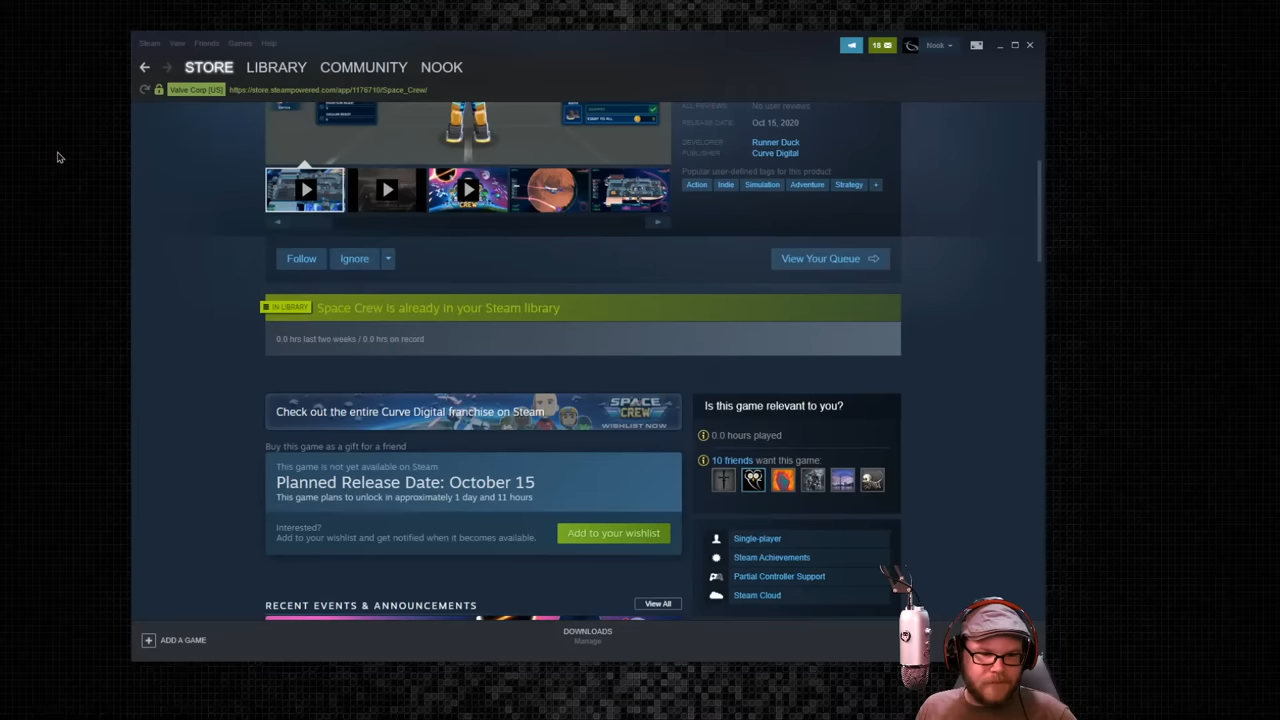 Steam View Friends Games Help
18 Nook
STORE LIBRARY COMMUNITY NOOK
Valve Corp [US] https://store.steampowered.com/app/1176710/Space_Crew/
ALL REVIEWS: No user reviews
RELEASE DATE: Oct 15, 2020
DEVELOPER: Runner Duck
PUBLISHER: Curve Digital
Popular user-defined tags for this product
Action Indie Simulation Adventure Strategy +
Follow Ignore View Your Queue
IN LIBRARY Space Crew is already in your Steam library
0.0 hrs last two weeks / 0.0 hrs on record
Check out the entire Curve Digital franchise on Steam
SPACE
CREW
WISHLIST NOW
Is this game relevant to you?
0.0 hours played
10 friends want this game:
Buy this game as a gift for a friend
This game is not yet available on Steam
Planned Release Date: October 15
This game plans to unlock in approximately 1 day and 11 hours
Interested?
Add to your wishlist and get notified when it becomes available.
Add to your wishlist
Single-player
Steam Achievements
Partial Controller Support
Steam Cloud
RECENT EVENTS & ANNOUNCEMENTS View All
ADD A GAME
DOWNLOADS
Manage